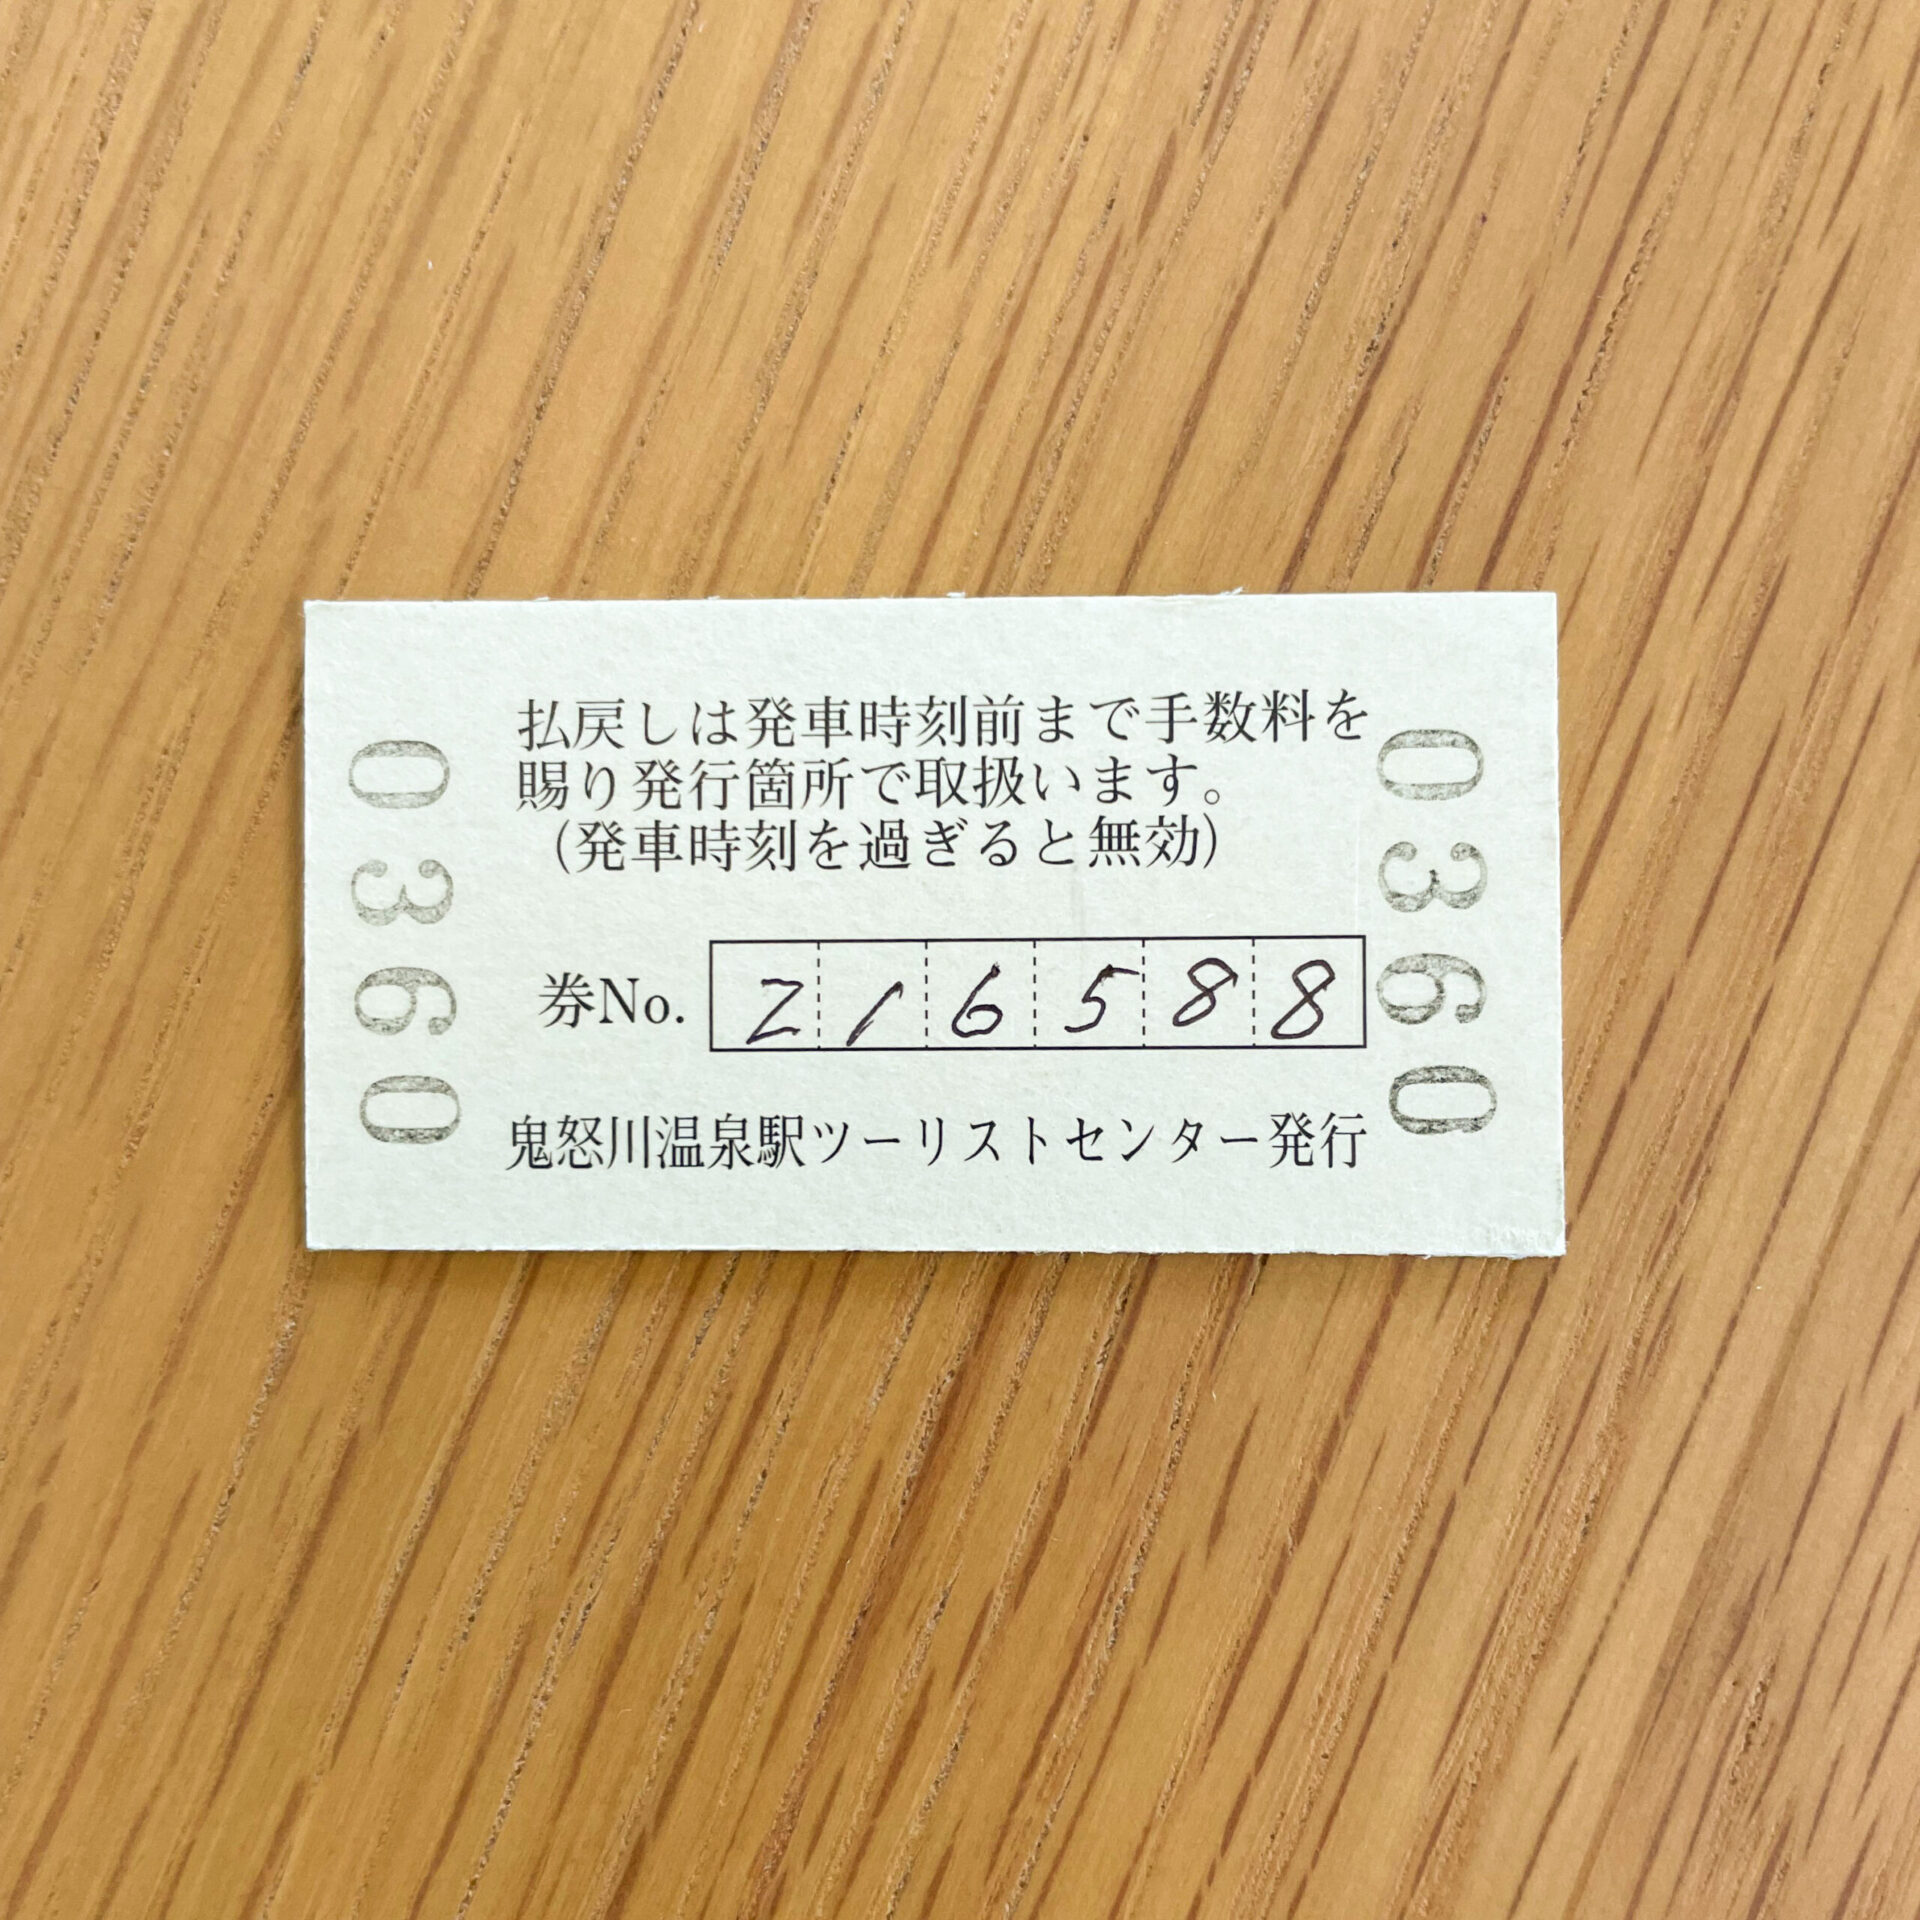 払戻しは発車時刻前まで手数料を
賜り発行箇所で取扱います。
(発車時刻を過ぎると無効)
券No. 216588
鬼怒川温泉駅ツーリストセンター発行
0360
0360